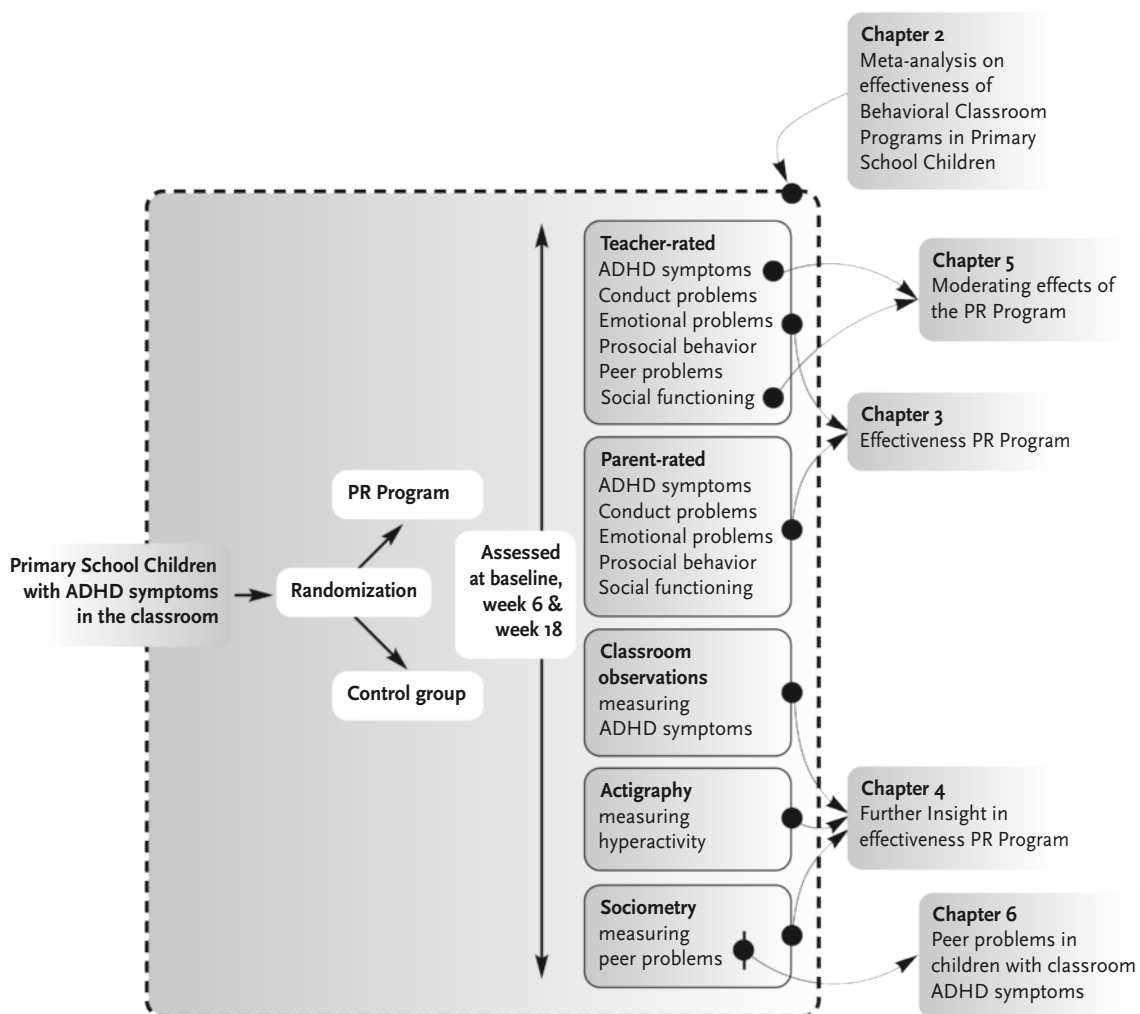 Chapter 2
Meta-analysis on
effectiveness of
Behavioral Classroom
Programs in Primary
School Children
Teacher-rated
ADHD symptoms
Conduct problems
Emotional problems
Prosocial behavior
Peer problems
Social functioning
Chapter 5
Moderating effects of
the PR Program
Chapter 3
Effectiveness PR Program
Parent-rated
ADHD symptoms
Conduct problems
Emotional problems
Prosocial behavior
Social functioning
PR Program
Primary School Children
with ADHD symptoms
in the classroom
Randomization
Control group
Assessed
at baseline,
week 6 &
week 18
Classroom
observations
measuring
ADHD symptoms
Actigraphy
measuring
hyperactivity
Chapter 4
Further Insight in
effectiveness PR Program
Sociometry
measuring
peer problems
Chapter 6
Peer problems in
children with classroom
ADHD symptoms